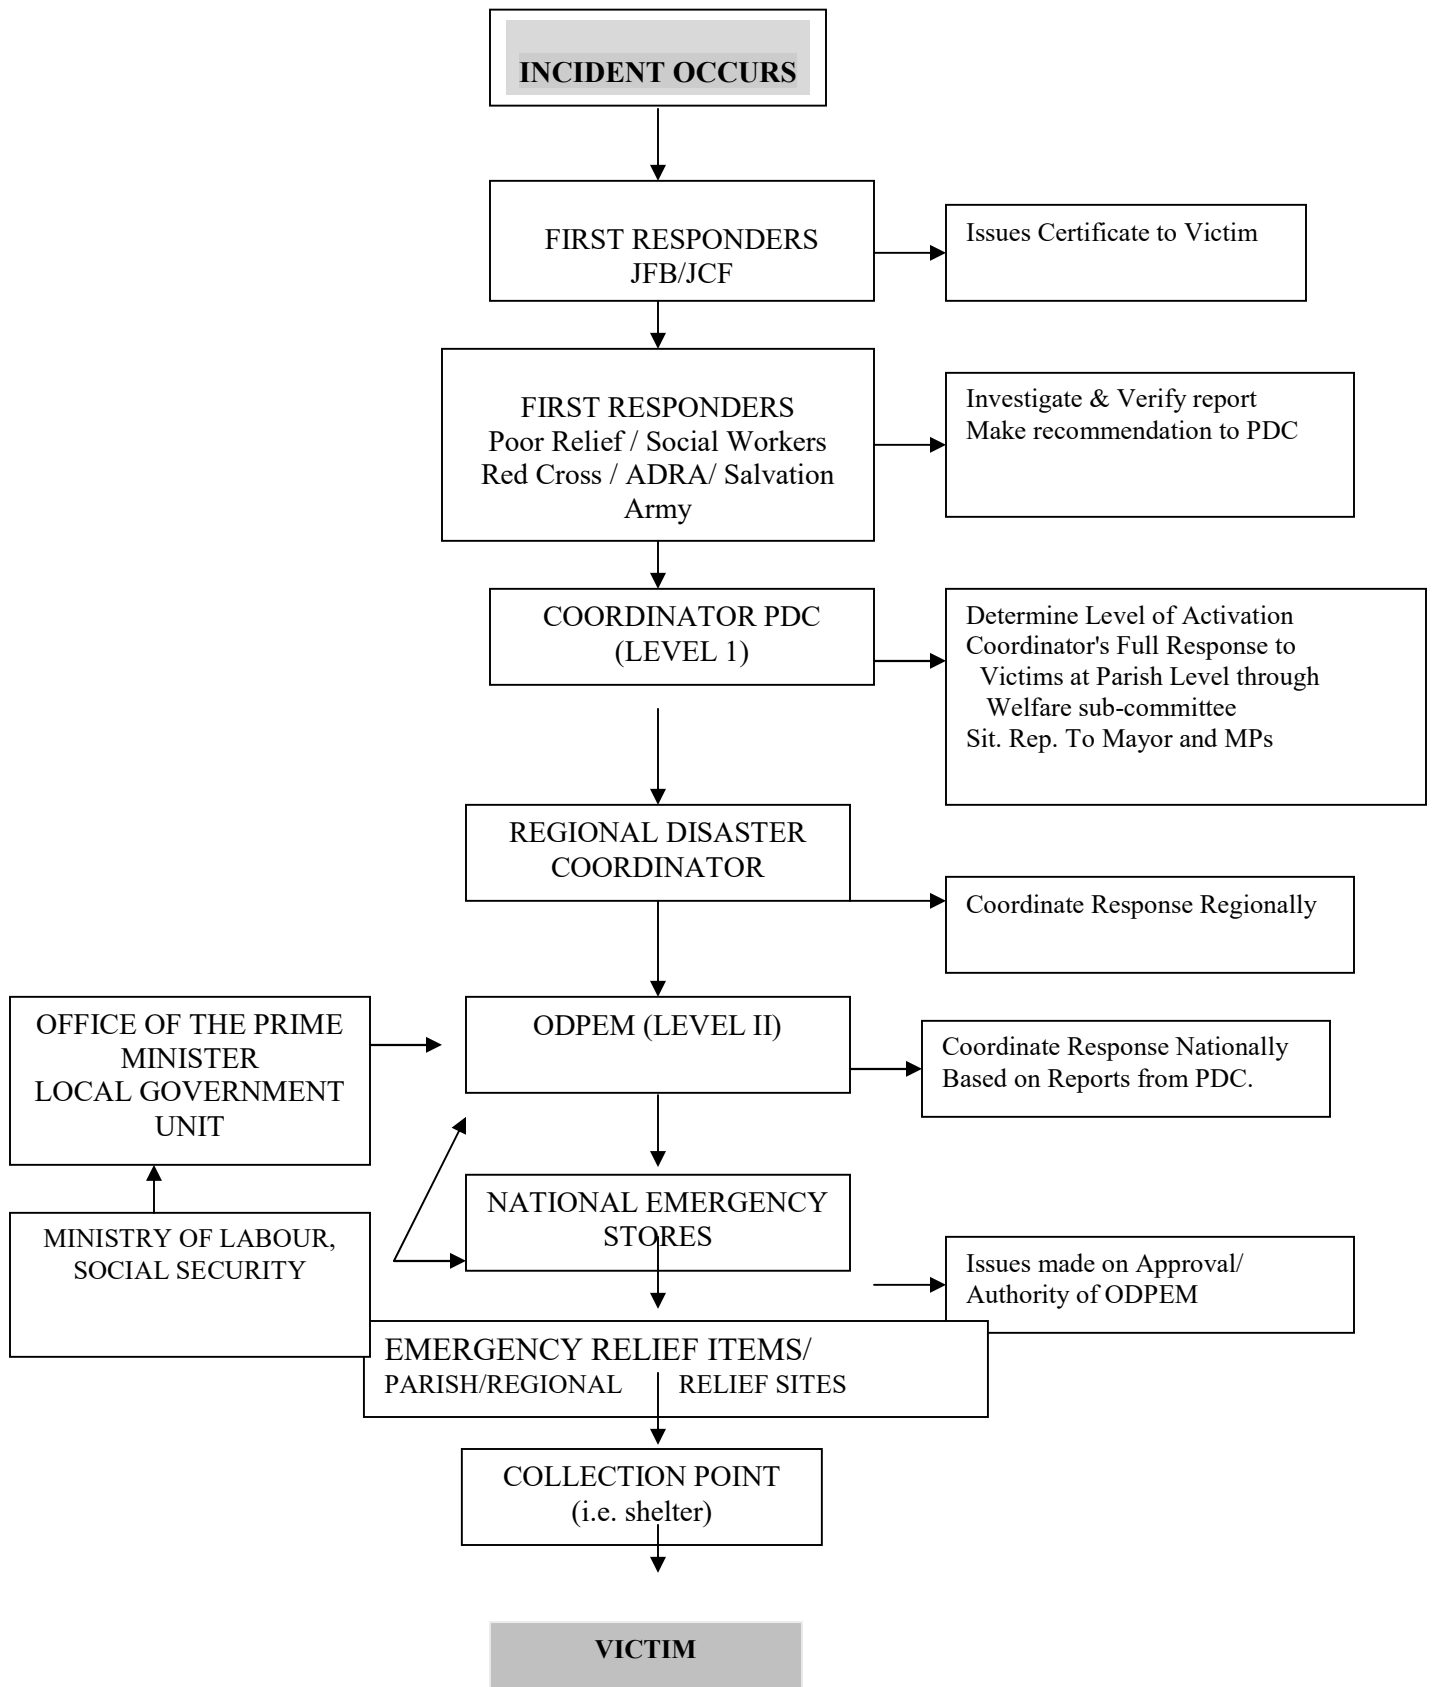 INCIDENT OCCURS
FIRST RESPONDERS
JFB/JCF
Issues Certificate to Victim
FIRST RESPONDERS
Poor Relief / Social Workers
Red Cross / ADRA/ Salvation
Army
Investigate & Verify report
Make recommendation to PDC
COORDINATOR PDC
(LEVEL 1)
Determine Level of Activation
Coordinator's Full Response to
Victims at Parish Level through
Welfare sub-committee
Sit. Rep. To Mayor and MPs
REGIONAL DISASTER
COORDINATOR
Coordinate Response Regionally
OFFICE OF THE PRIME
MINISTER
LOCAL GOVERNMENT
UNIT
ODPEM (LEVEL II)
Coordinate Response Nationally
Based on Reports from PDC.
MINISTRY OF LABOUR,
SOCIAL SECURITY
NATIONAL EMERGENCY
STORES
Issues made on Approval/
Authority of ODPEM
EMERGENCY RELIEF ITEMS/
PARISH/REGIONAL RELIEF SITES
COLLECTION POINT
(i.e. shelter)
VICTIM